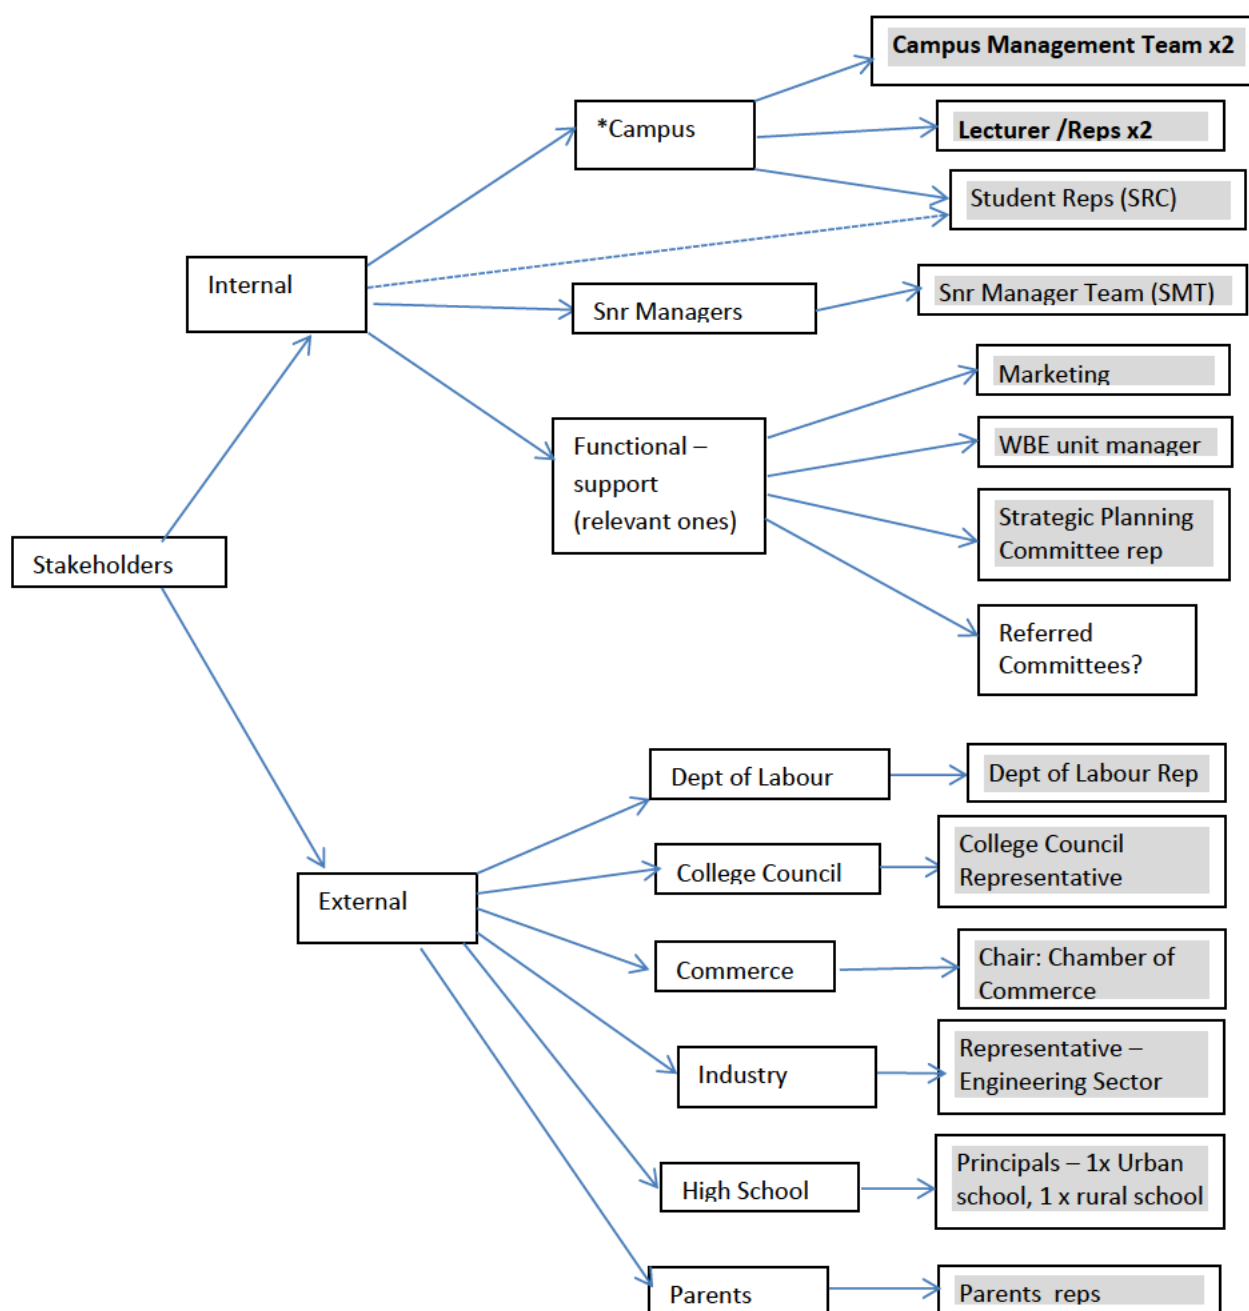 Campus Management Team x2
*Campus
Lecturer /Reps x2
Student Reps (SRC)
Internal
Snr Managers
Snr Manager Team (SMT)
Marketing
Functional –
support
(relevant ones)
WBE unit manager
Strategic Planning
Committee rep
Stakeholders
Referred
Committees?
Dept of Labour
Dept of Labour Rep
College Council
College Council
Representative
External
Commerce
Chair: Chamber of
Commerce
Industry
Representative –
Engineering Sector
High School
Principals – 1x Urban
school, 1 x rural school
Parents
Parents reps